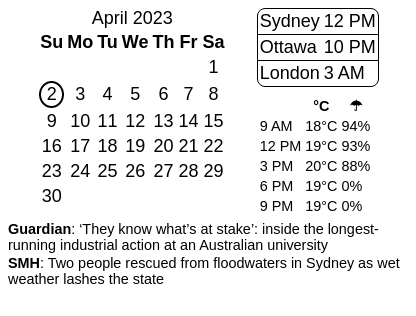 April 2023
Su Mo Tu We Th Fr Sa
1
2 3 4 5 6 7 8
9 10 11 12 13 14 15
16 17 18 19 20 21 22
23 24 25 26 27 28 29
30
Sydney 12 PM
Ottawa 10 PM
London 3 AM
°C ☂
9 AM 18°C 94%
12 PM 19°C 93%
3 PM 20°C 88%
6 PM 19°C 0%
9 PM 19°C 0%
Guardian: ‘They know what’s at stake’: inside the longest-
running industrial action at an Australian university
SMH: Two people rescued from floodwaters in Sydney as wet
weather lashes the state